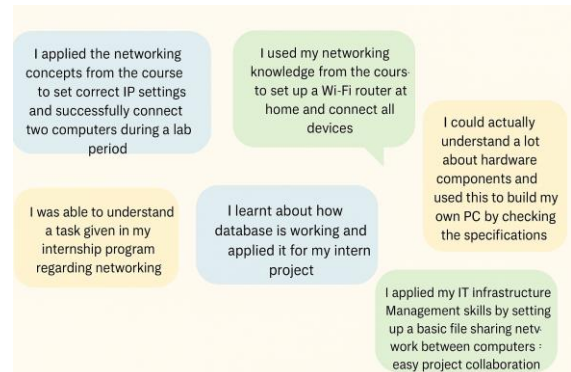 I applied the networking
concepts from the course
to set correct IP settings
and successfully connect
two computers during a lab
period
I used my networking
knowledge from the cours
to set up a Wi-Fi router at
home and connect all
devices
I could actually
understand a lot
about hardware
components and
used this to build my
own PC by checking
the specifications
I was able to understand
a task given in my
internship program
regarding networking
I learnt about how
database is working and
applied it for my intern
project
I applied my IT Infrastructure
Management skills by setting
up a basic file sharing netv
work between computers :
easy project collaboration